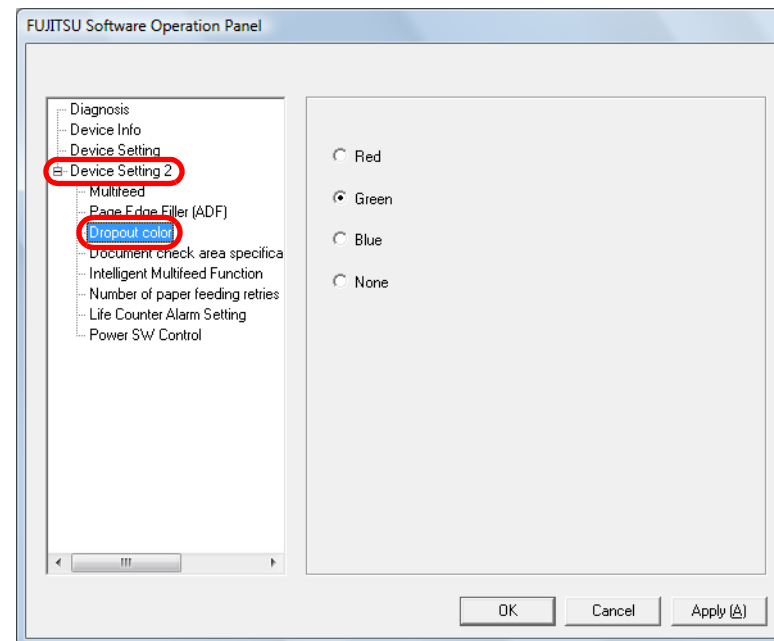 FUJITSU Software Operation Panel
Diagnosis
Device Info
Device Setting
Device Setting 2
Multifeed
Page Edge Filler (ADF)
Dropout color
Document check area specifica
Intelligent Multifeed Function
Number of paper feeding retries
Life Counter Alarm Setting
Power SW Control
Red
Green
Blue
None
OK
Cancel
Apply (A)